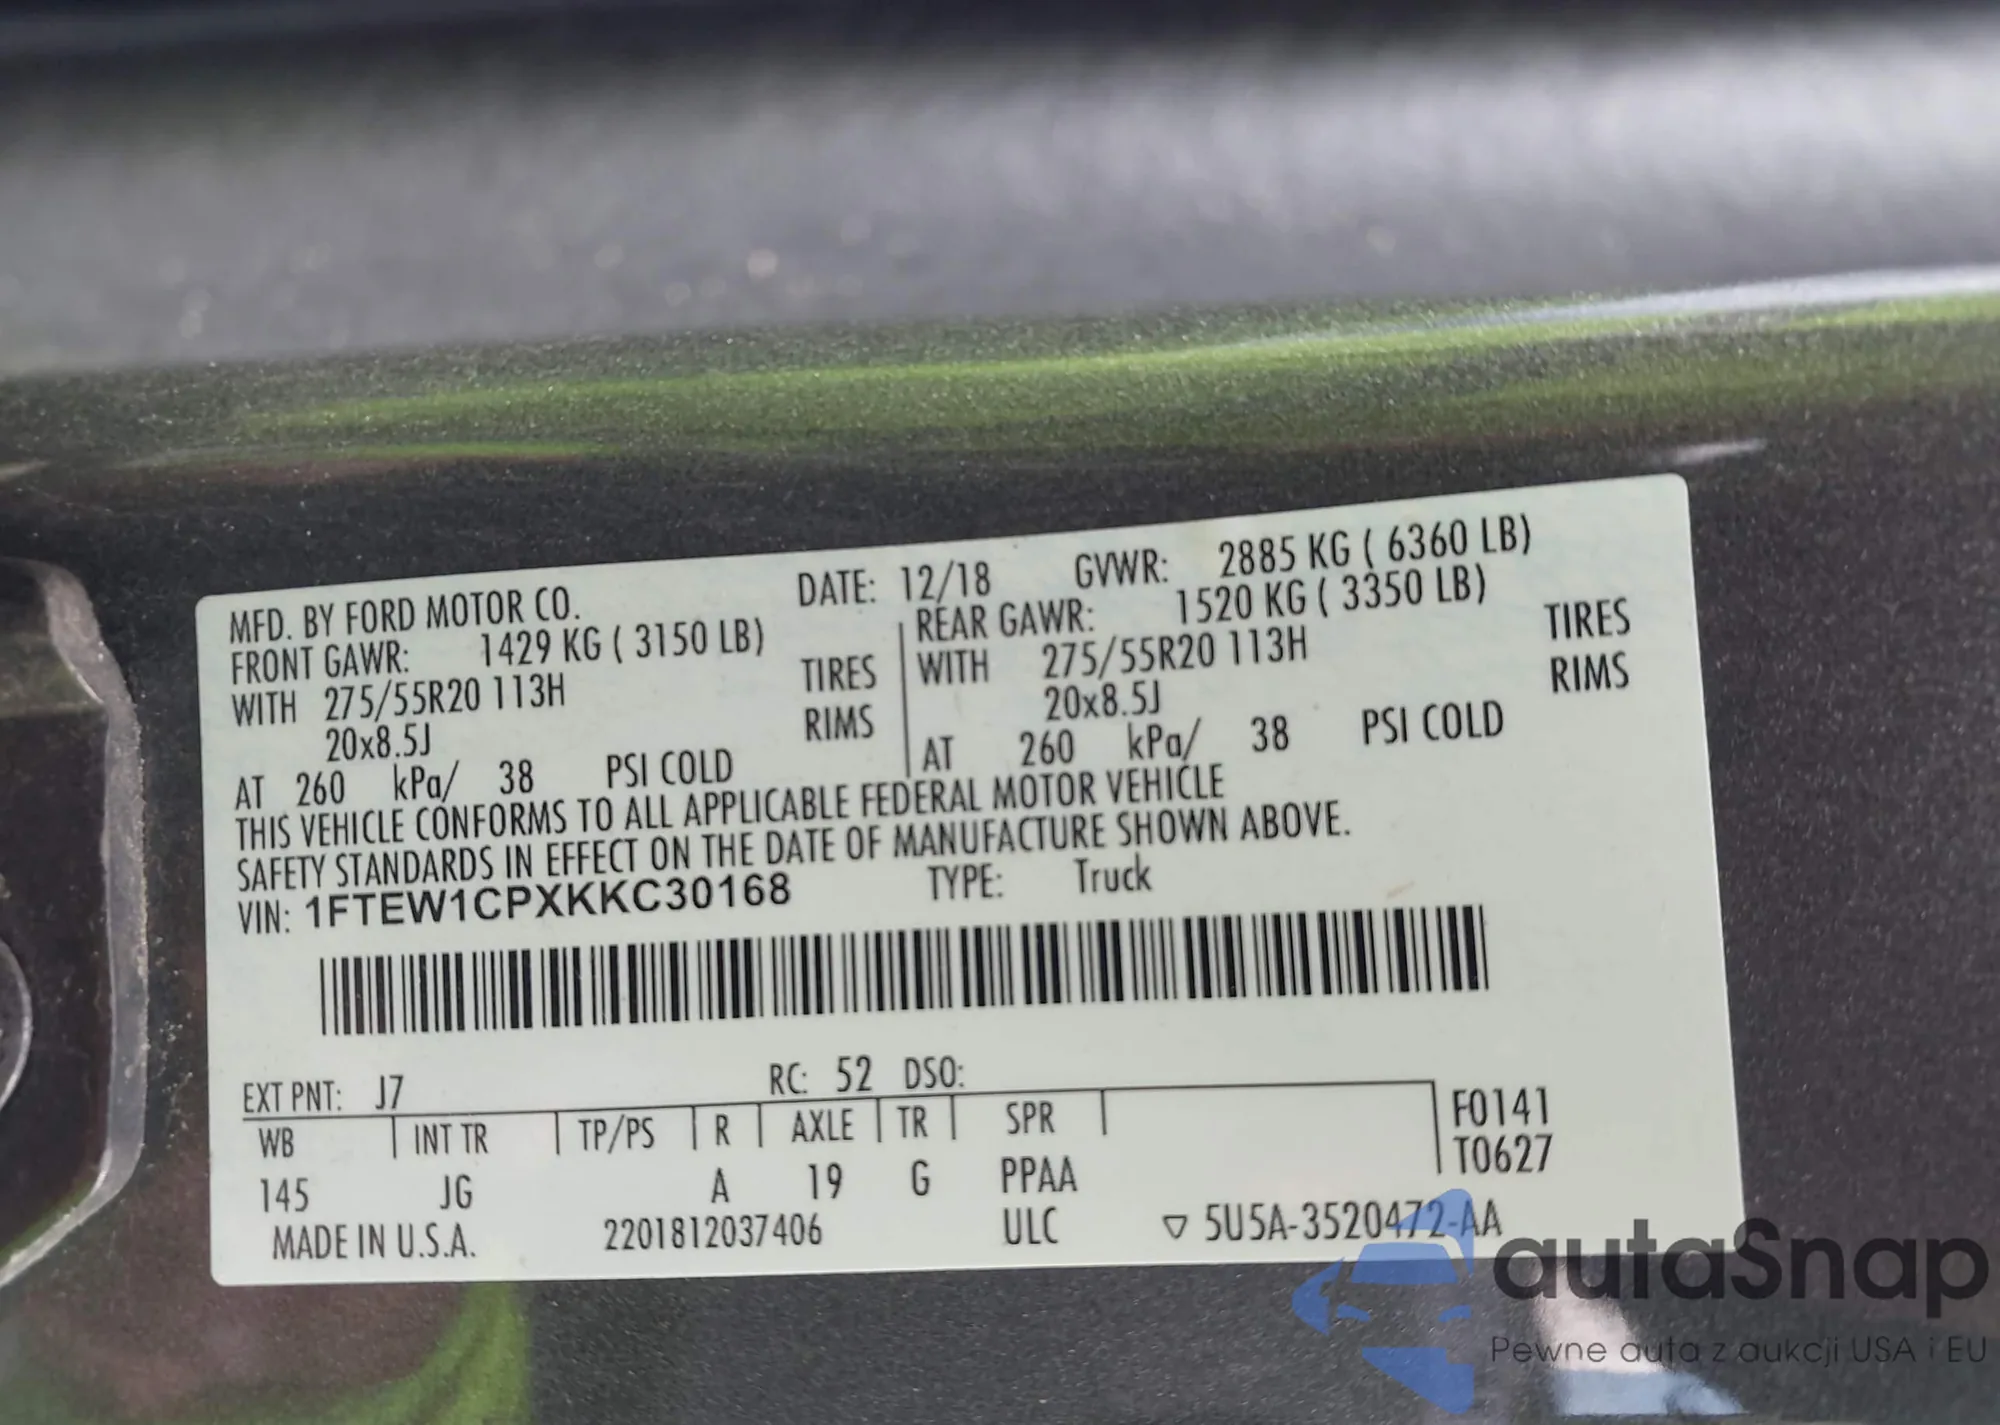 MFD. BY FORD MOTOR CO. DATE: 12/18 GVWR: 2885 KG ( 6360 LB)
FRONT GAWR: 1429 KG ( 3150 LB) REAR GAWR: 1520 KG ( 3350 LB)
WITH 275/55R20 113H TIRES WITH 275/55R20 113H TIRES
20x8.5J RIMS 20x8.5J RIMS
AT 260 kPa/ 38 PSI COLD AT 260 kPa/ 38 PSI COLD
THIS VEHICLE CONFORMS TO ALL APPLICABLE FEDERAL MOTOR VEHICLE
SAFETY STANDARDS IN EFFECT ON THE DATE OF MANUFACTURE SHOWN ABOVE.
VIN: 1FTEW1CPXKKC30168 TYPE: Truck
EXT PNT: J7 RC: 52 DSO:
WB INT TR TP/PS R AXLE TR SPR F0141
145 JG A 19 G PPAA T0627
MADE IN U.S.A. 2201812037406 ULC ▽ 5U5A-3520472-AA
autaSnap
Pewne auta z aukcji USA i EU